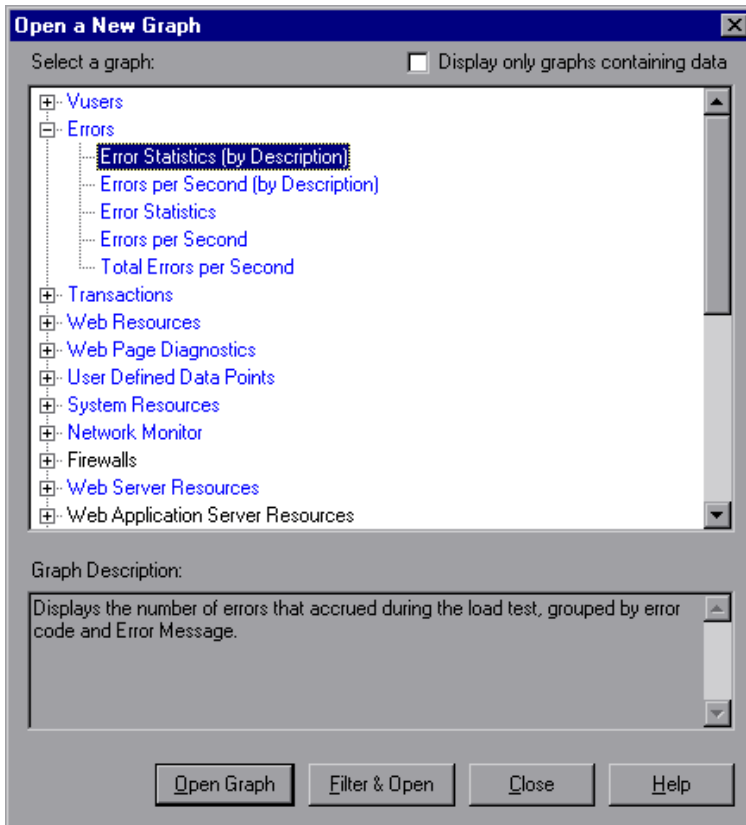 Open a New Graph
Select a graph:
Display only graphs containing data
Vusers
Errors
Error Statistics (by Description)
Errors per Second (by Description)
Error Statistics
Errors per Second
Total Errors per Second
Transactions
Web Resources
Web Page Diagnostics
User Defined Data Points
System Resources
Network Monitor
Firewalls
Web Server Resources
Web Application Server Resources
Graph Description:
Displays the number of errors that accrued during the load test, grouped by error
code and Error Message.
Open Graph
Filter & Open
Close
Help